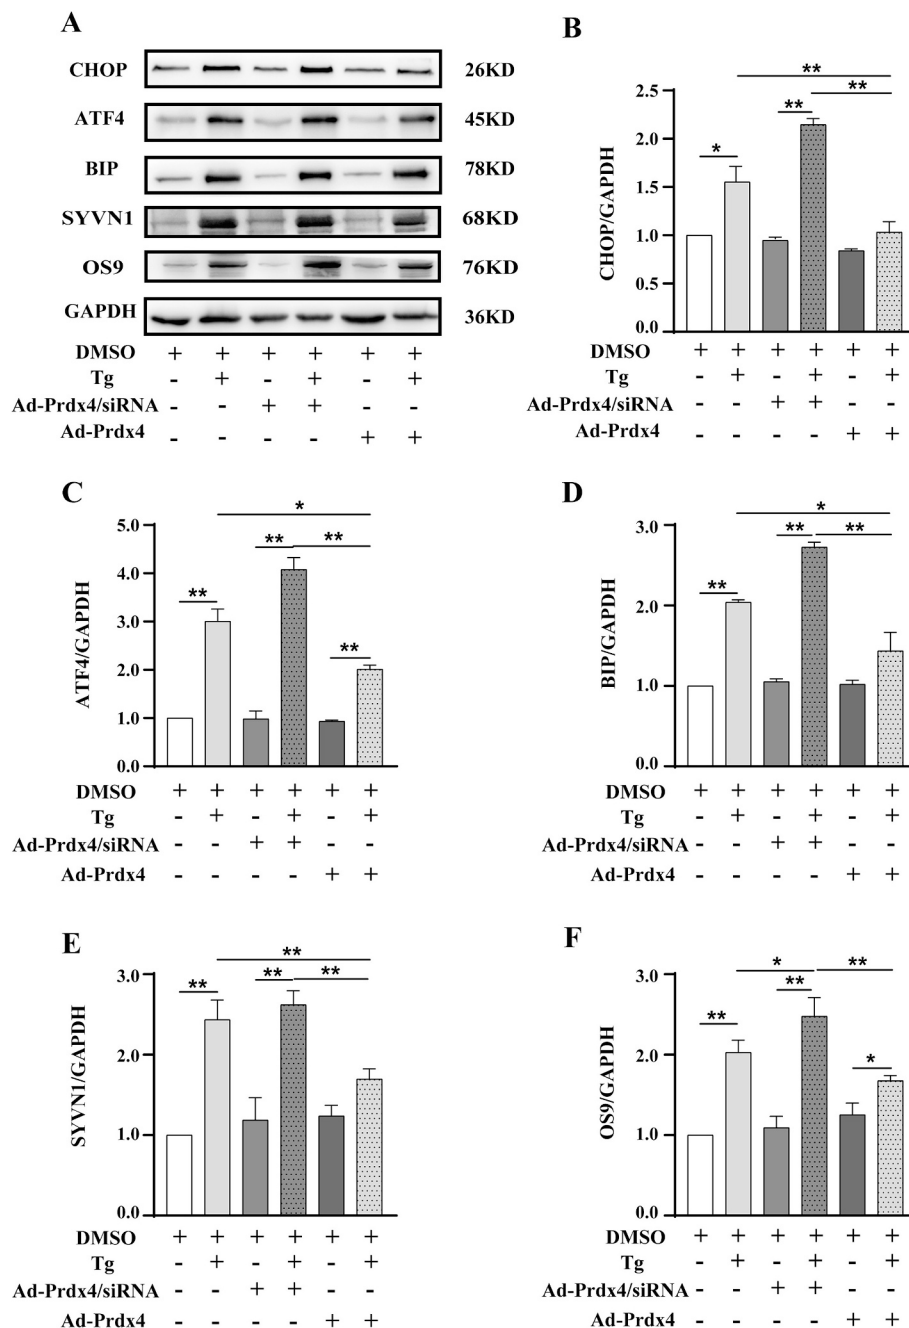 A
CHOP 26KD
ATF4 45KD
BIP 78KD
SYVN1 68KD
OS9 76KD
GAPDH 36KD
DMSO + + + + + +
Tg - + - + - +
Ad-Prdx4/siRNA - - + + - -
Ad-Prdx4 - - - - + +
B
CHOP/GAPDH
2.5
2.0
1.5
1.0
0.5
0.0
**
**
**
*
DMSO + + + + + +
Tg - + - + - +
Ad-Prdx4/siRNA - - + + - -
Ad-Prdx4 - - - - + +
C
ATF4/GAPDH
5.0
4.0
3.0
2.0
1.0
0.0
*
** **
**
**
DMSO + + + + + +
Tg - + - + - +
Ad-Prdx4/siRNA - - + + - -
Ad-Prdx4 - - - - + +
D
BIP/GAPDH
3.0
2.0
1.0
0.0
*
** **
**
DMSO + + + + + +
Tg - + - + - +
Ad-Prdx4/siRNA - - + + - -
Ad-Prdx4 - - - - + +
E
SYVN1/GAPDH
3.0
2.0
1.0
0.0
**
** ** **
DMSO + + + + + +
Tg - + - + - +
Ad-Prdx4/siRNA - - + + - -
Ad-Prdx4 - - - - + +
F
OS9/GAPDH
3.0
2.0
1.0
0.0
* **
**
**
*
DMSO + + + + + +
Tg - + - + - +
Ad-Prdx4/siRNA - - + + - -
Ad-Prdx4 - - - - + +